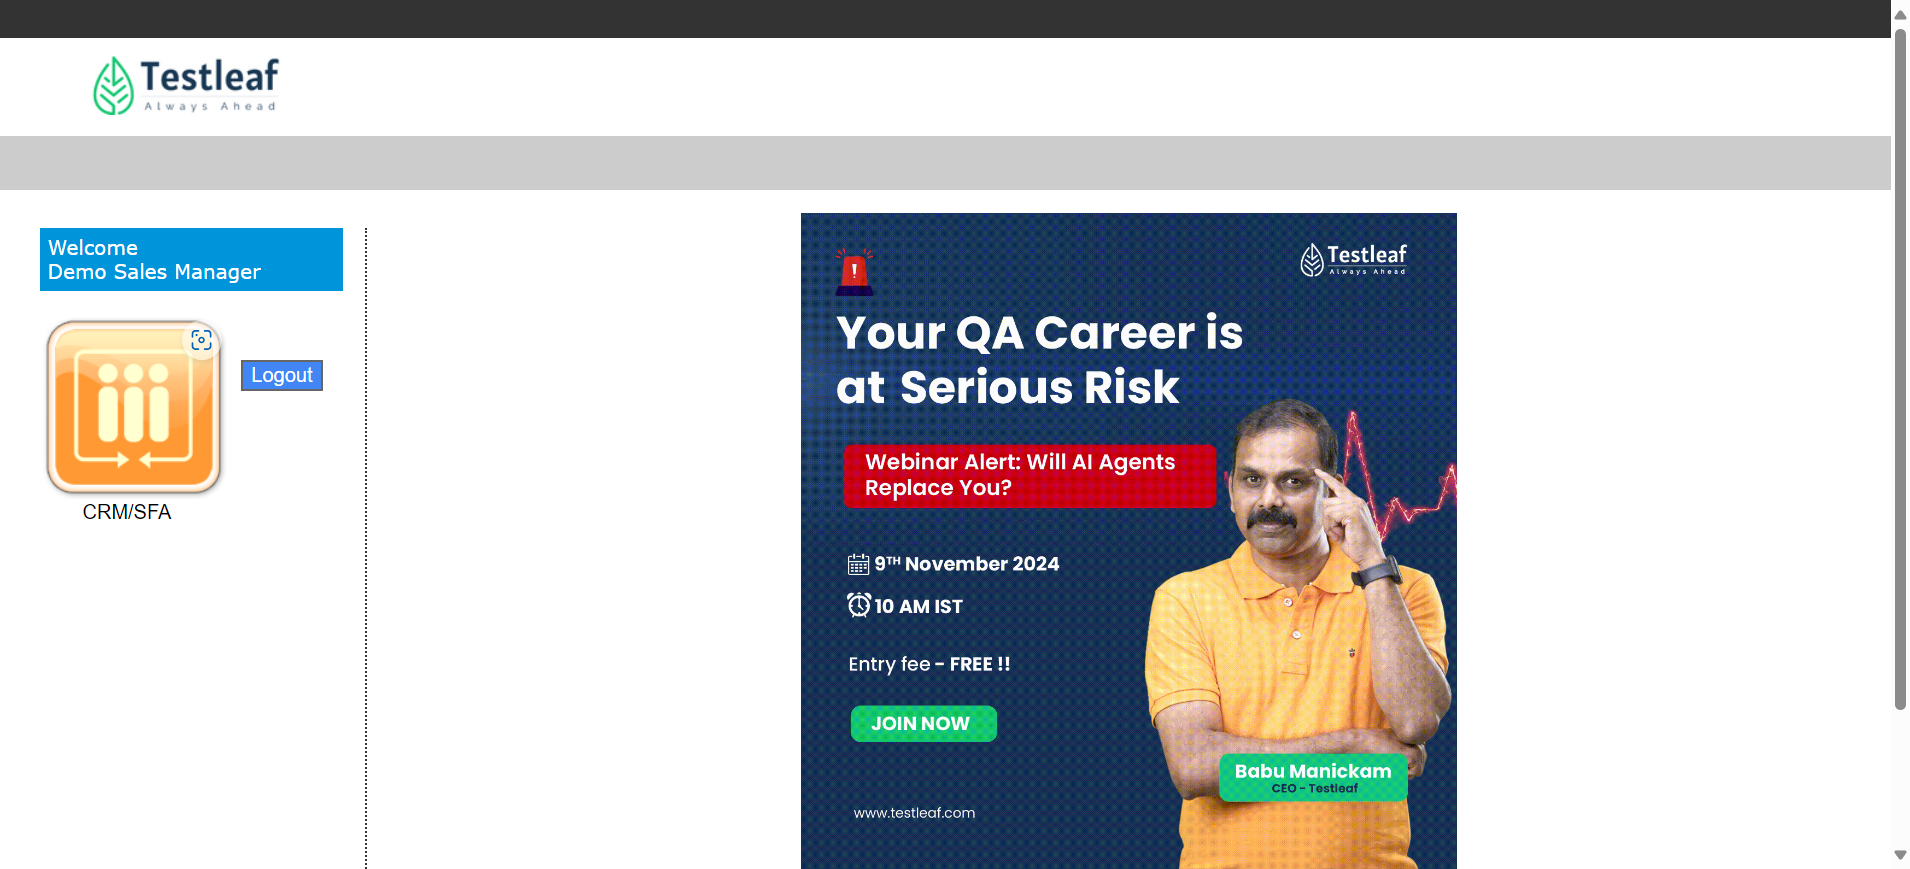 Testleaf
Always Ahead
Welcome
Demo Sales Manager
Logout
CRM/SFA
Testleaf
Always Ahead
Your QA Career is
at Serious Risk
Webinar Alert: Will AI Agents
Replace You?
9TH November 2024
10 AM IST
Entry fee - FREE !!
JOIN NOW
Babu Manickam
CEO - Testleaf
www.testleaf.com